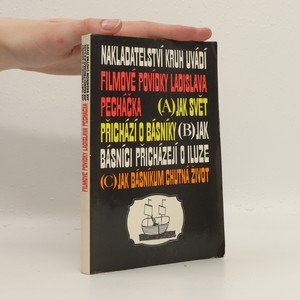 NAKLADATELSTVÍ KRUH UVÁDÍ
FILMOVÉ POVÍDKY LADISLAVA
PECHÁČKA (A) JAK SVĚT
PŘICHÁZÍ O BÁSNÍKY (B) JAK
BÁSNÍCI PŘICHÁZEJÍ O ILUZE
(C) JAK BÁSNÍKUM CHUTNÁ ŽIVOT
FILMOVÉ POVÍDKY LADISLAVA PECHÁČKA